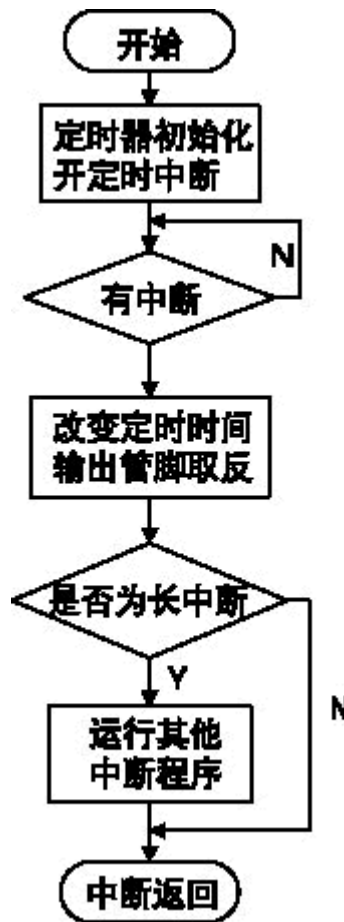 开始
定时器初始化
开定时中断
N
有中断
改变定时时间
输出管脚取反
是否为长中断
Y
N
运行其他
中断程序
中断返回